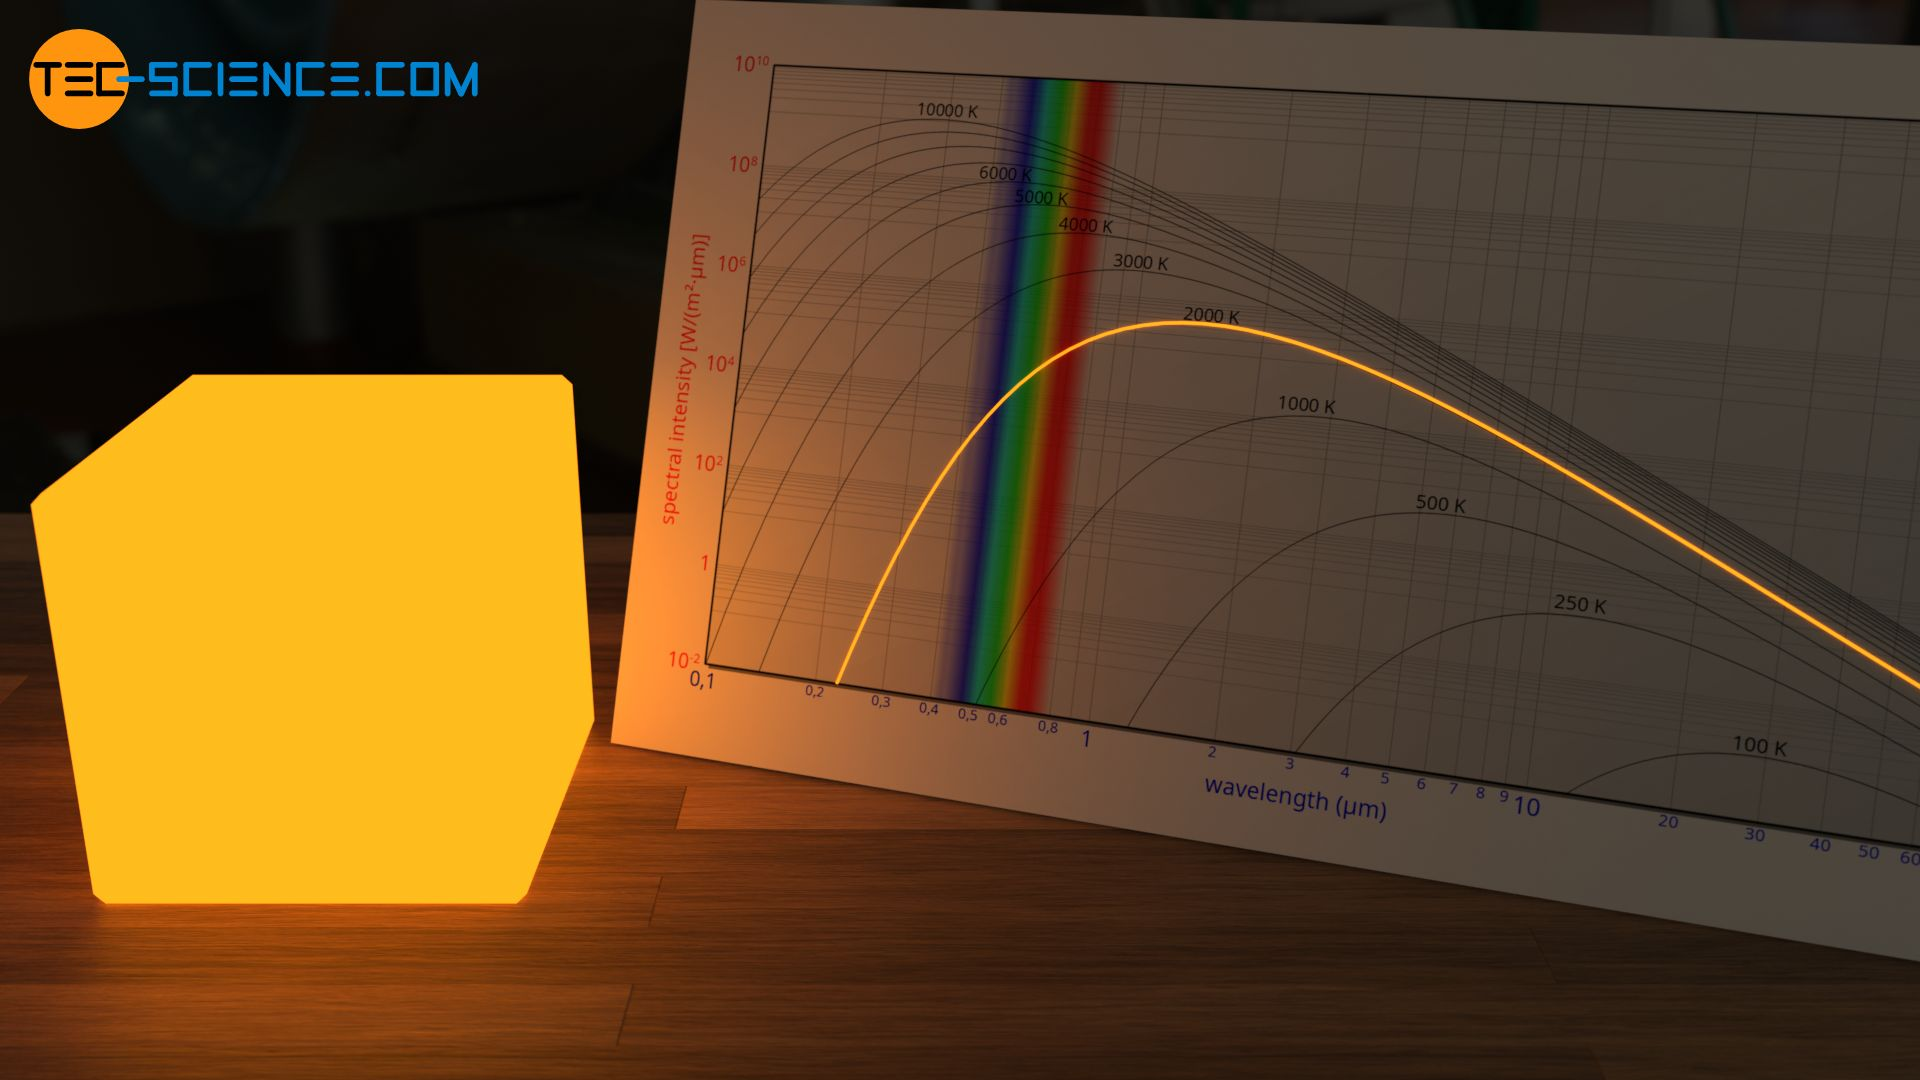 TEC-SCIENCE.COM
10¹⁰
10⁸
10⁶
10⁴
10²
1
10⁻²
spectral intensity [W/(m²·µm)]
10000 K
6000 K
5000 K
4000 K
3000 K
2000 K
1000 K
500 K
250 K
100 K
0,1 0,2 0,3 0,4 0,5 0,6 0,8 1 2 3 4 5 6 7 8 9 10 20 30 40 50 60
wavelength (µm)